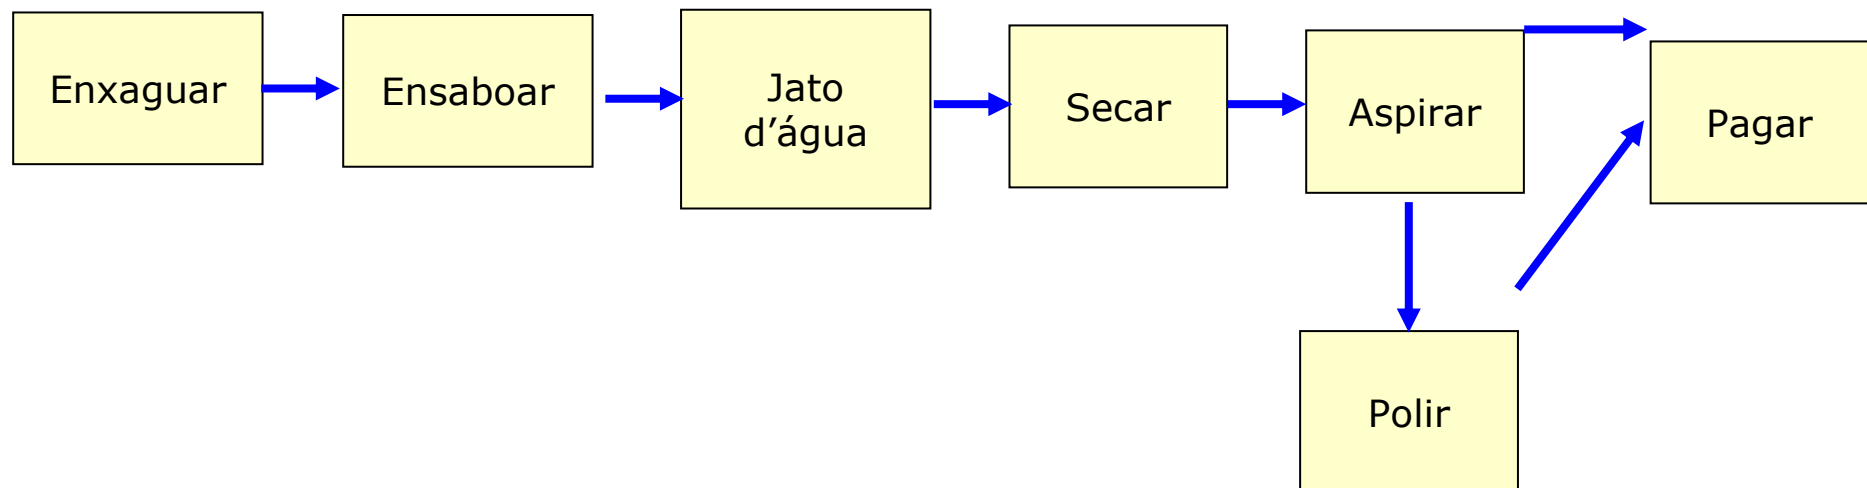 Enxaguar
Ensaboar
Jato
d’água
Secar
Aspirar
Pagar
Polir